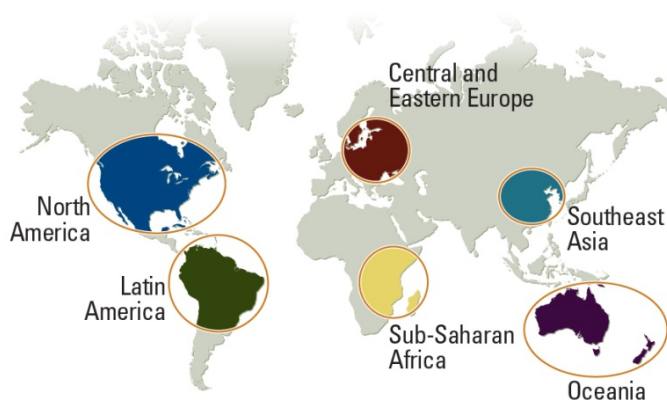 Central and
Eastern Europe
North
America
Southeast
Asia
Latin
America
Sub-Saharan
Africa
Oceania